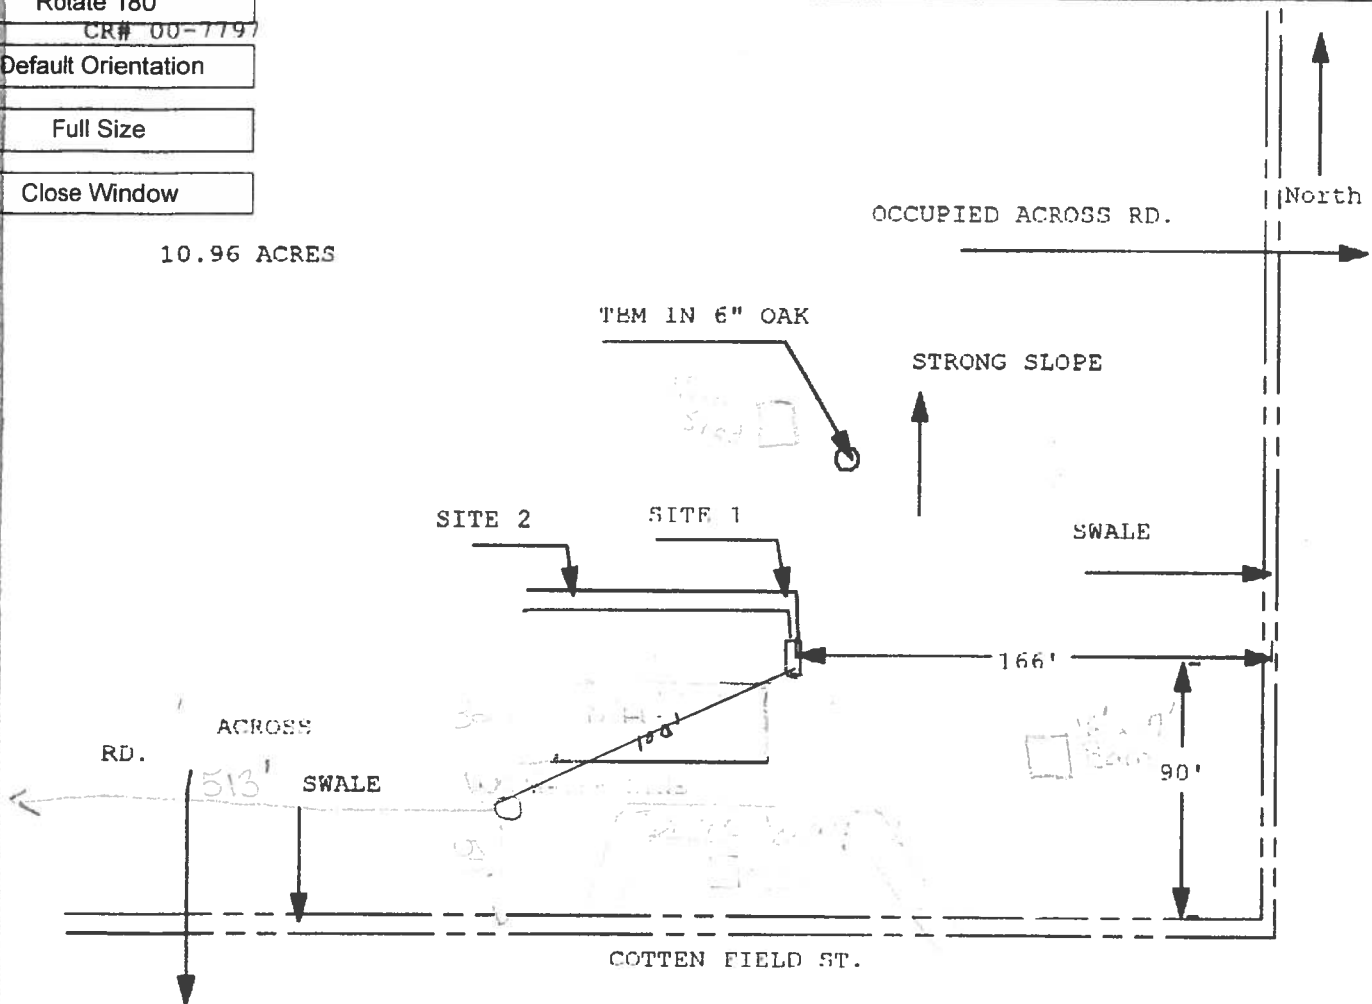 Rotate 180
CR# 00-7797
Default Orientation
Full Size
Close Window
North
OCCUPIED ACROSS RD.
10.96 ACRES
TBM IN 6" OAK
STRONG SLOPE
SITE 2
SITE 1
SWALE
166'
100'
ACROSS
RD.
513'
SWALE
90'
COTTEN FIELD ST.